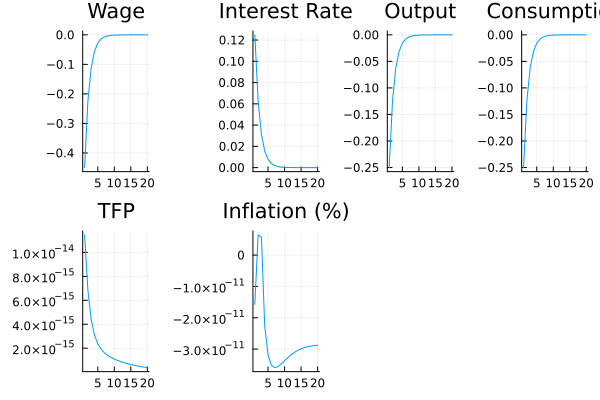 Wage
0.0
−0.1
−0.2
−0.3
−0.4
5 10 15 20
Interest Rate
0.12
0.10
0.08
0.06
0.04
0.02
0.00
5 10 15 20
Output
0.00
−0.05
−0.10
−0.15
−0.20
−0.25
5 10 15 20
Consumptio
0.00
−0.05
−0.10
−0.15
−0.20
−0.25
5 10 15 20
TFP
1.0×10⁻¹⁴
8.0×10⁻¹⁵
6.0×10⁻¹⁵
4.0×10⁻¹⁵
2.0×10⁻¹⁵
5 10 15 20
Inflation (%)
0
−1.0×10⁻¹¹
−2.0×10⁻¹¹
−3.0×10⁻¹¹
5 10 15 20